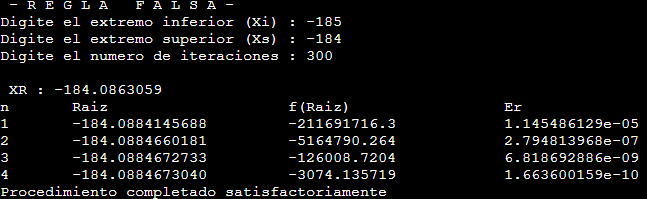 - R E G L A   F A L S A -
Digite el extremo inferior (Xi) : -185
Digite el extremo superior (Xs) : -184
Digite el numero de iteraciones : 300
XR : -184.0863059
n Raiz f(Raiz) Er
1 -184.0884145688 -211691716.3 1.145486129e-05
2 -184.0884660181 -5164790.264 2.794813968e-07
3 -184.0884672733 -126008.7204 6.818692886e-09
4 -184.0884673040 -3074.135719 1.663600159e-10
Procedimiento completado satisfactoriamente